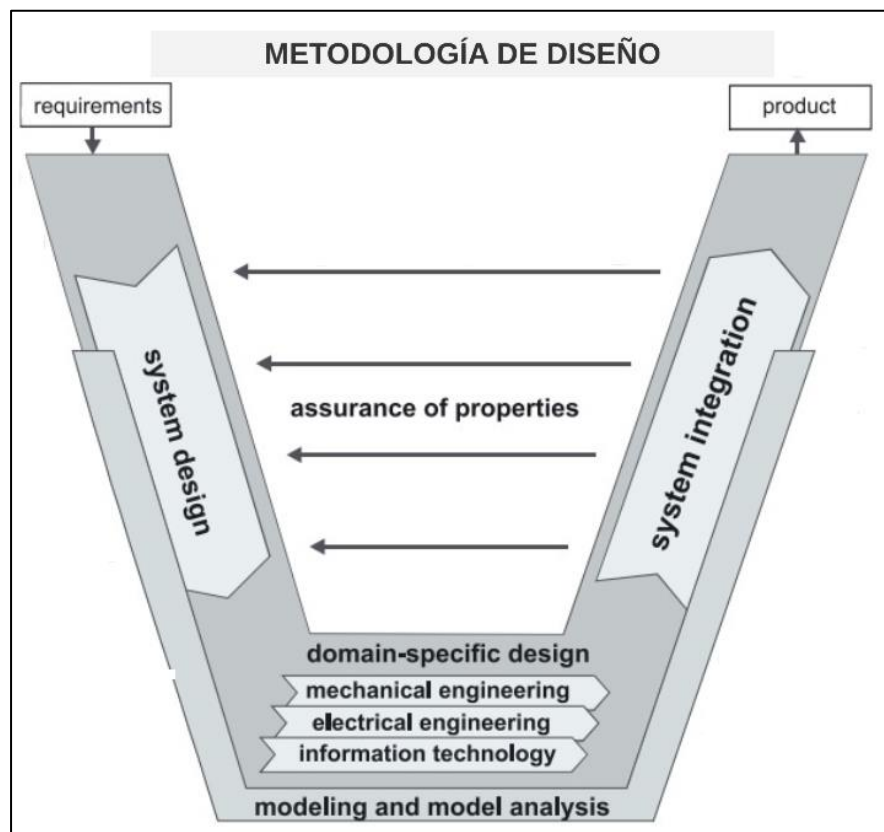 METODOLOGÍA DE DISEÑO
requirements
product
system design
assurance of properties
system integration
domain-specific design
mechanical engineering
electrical engineering
information technology
modeling and model analysis